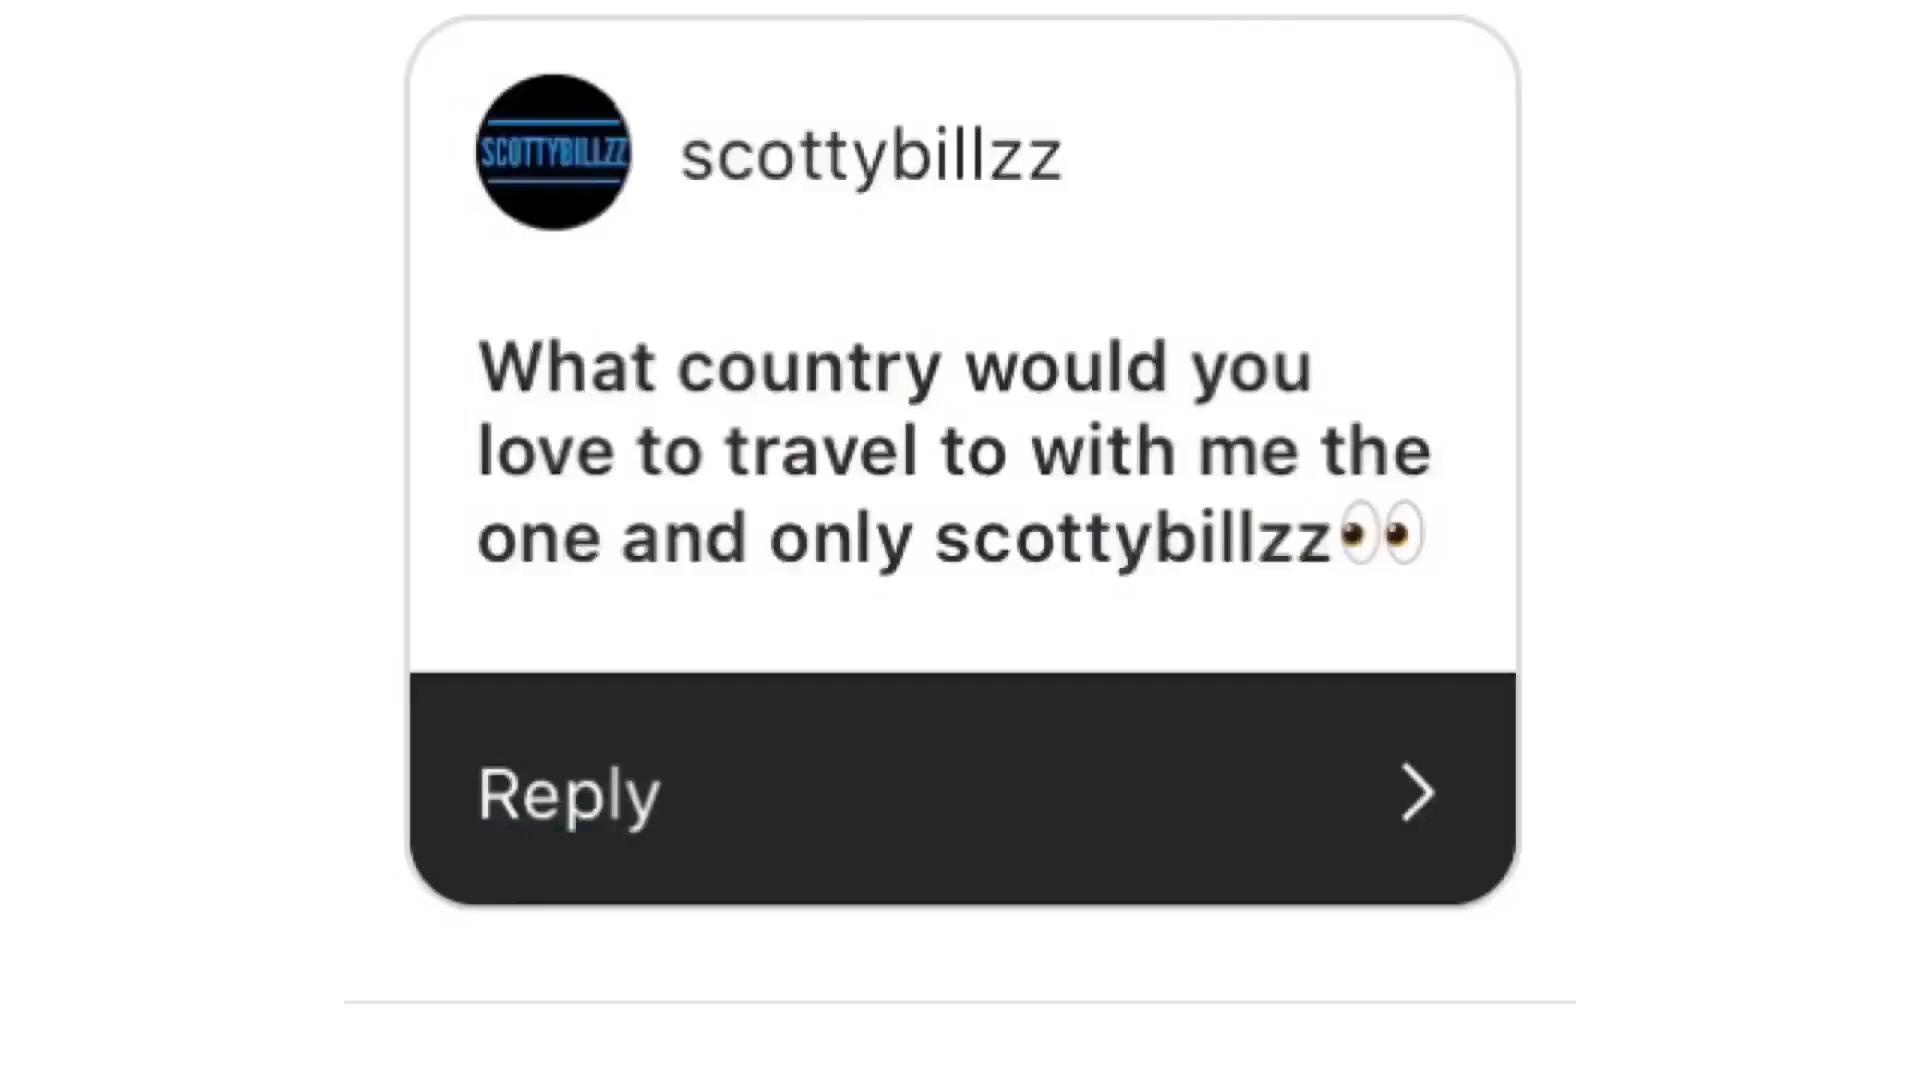 SCOTTYBILLZZ
scottybillzz
What country would you
love to travel to with me the
one and only scottybillzz👀
Reply